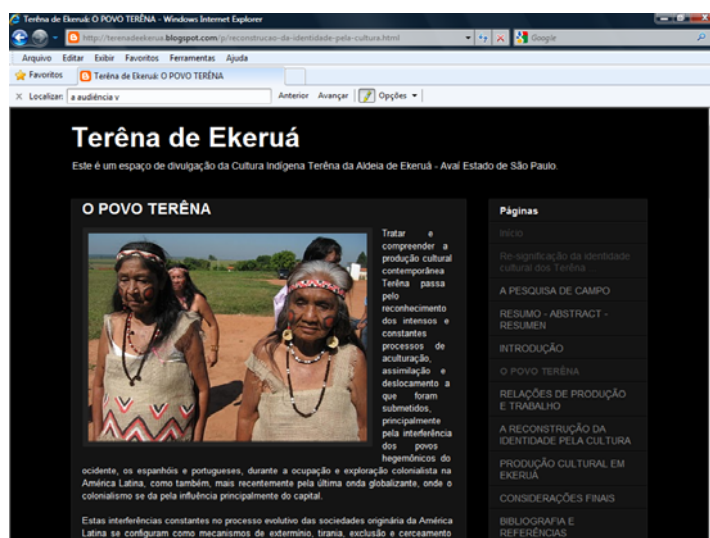 Terêna de Ekeruá: O POVO TERÊNA - Windows Internet Explorer
http://terenadeekerua.blogspot.com/p/reconstrucao-da-identidade-pela-cultura.html
Google
Arquivo Editar Exibir Favoritos Ferramentas Ajuda
Favoritos
Terêna de Ekeruá: O POVO TERÊNA
Localizar: a audiência v
Anterior Avançar Opções
Terêna de Ekeruá
Este é um espaço de divulgação da Cultura Indígena Terêna da Aldeia de Ekeruá - Avaí Estado de São Paulo.
O POVO TERÊNA
Tratar e
compreender a
produção cultural
contemporânea
Terêna passa
pelo
reconhecimento
dos intensos e
constantes
processos de
aculturação,
assimilação e
deslocamento a
que foram
submetidos,
principalmente
pela interferência
dos povos
hegemônicos do
ocidente, os espanhóis e portugueses, durante a ocupação e exploração colonialista na
América Latina, como também, mais recentemente pela última onda globalizante, onde o
colonialismo se da pela influência principalmente do capital.
Estas interferências constantes no processo evolutivo das sociedades originária da América
Latina se configuram como mecanismos de extermínio, tirania, exclusão e cerceamento
Páginas
Início
Re-significação da identidade
cultural dos Terêna ...
A PESQUISA DE CAMPO
RESUMO - ABSTRACT -
RESUMEN
INTRODUÇÃO
O POVO TERÊNA
RELAÇÕES DE PRODUÇÃO
E TRABALHO
A RECONSTRUÇÃO DA
IDENTIDADE PELA CULTURA
PRODUÇÃO CULTURAL EM
EKERUÁ
CONSIDERAÇÕES FINAIS
BIBLIOGRAFIA E
REFERÊNCIAS